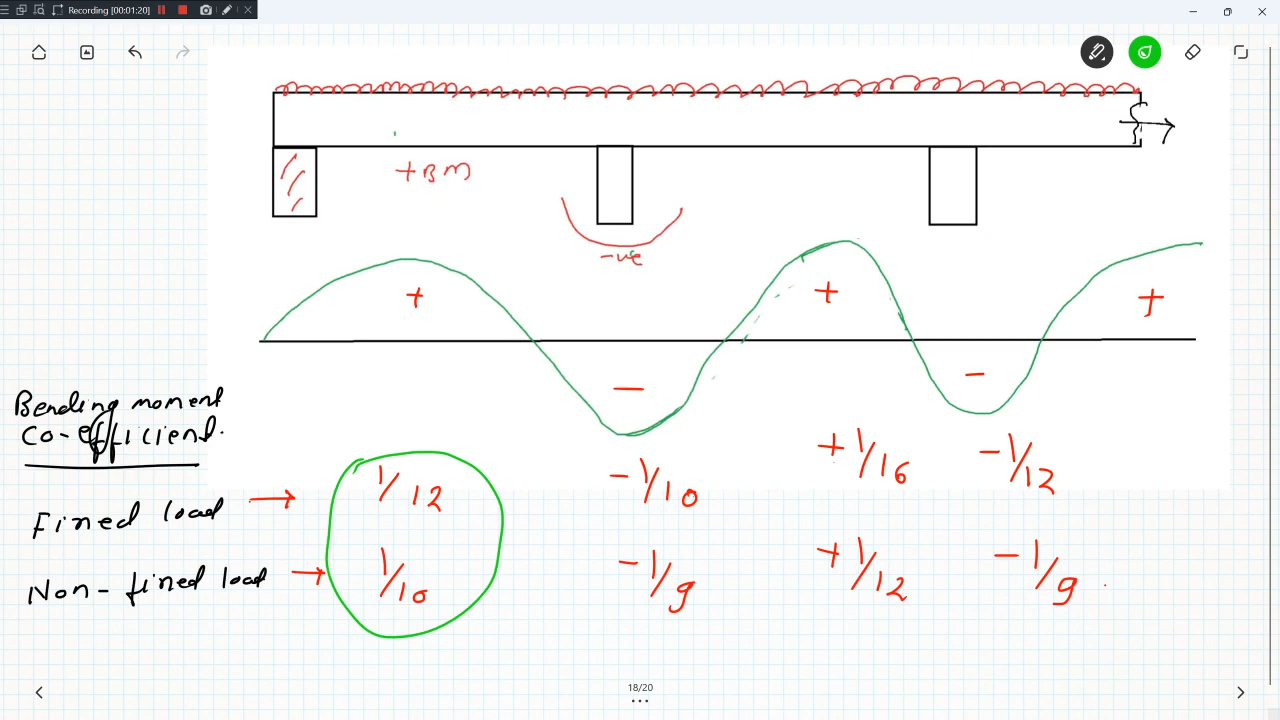 Recording [00:01:20]
+BM
-ve
+ + +
- -
Bending moment
Co-efficient.
Fixed load → 1/12 -1/10 +1/16 -1/12
Non-fixed load → 1/10 -1/9 +1/12 -1/9
18/20